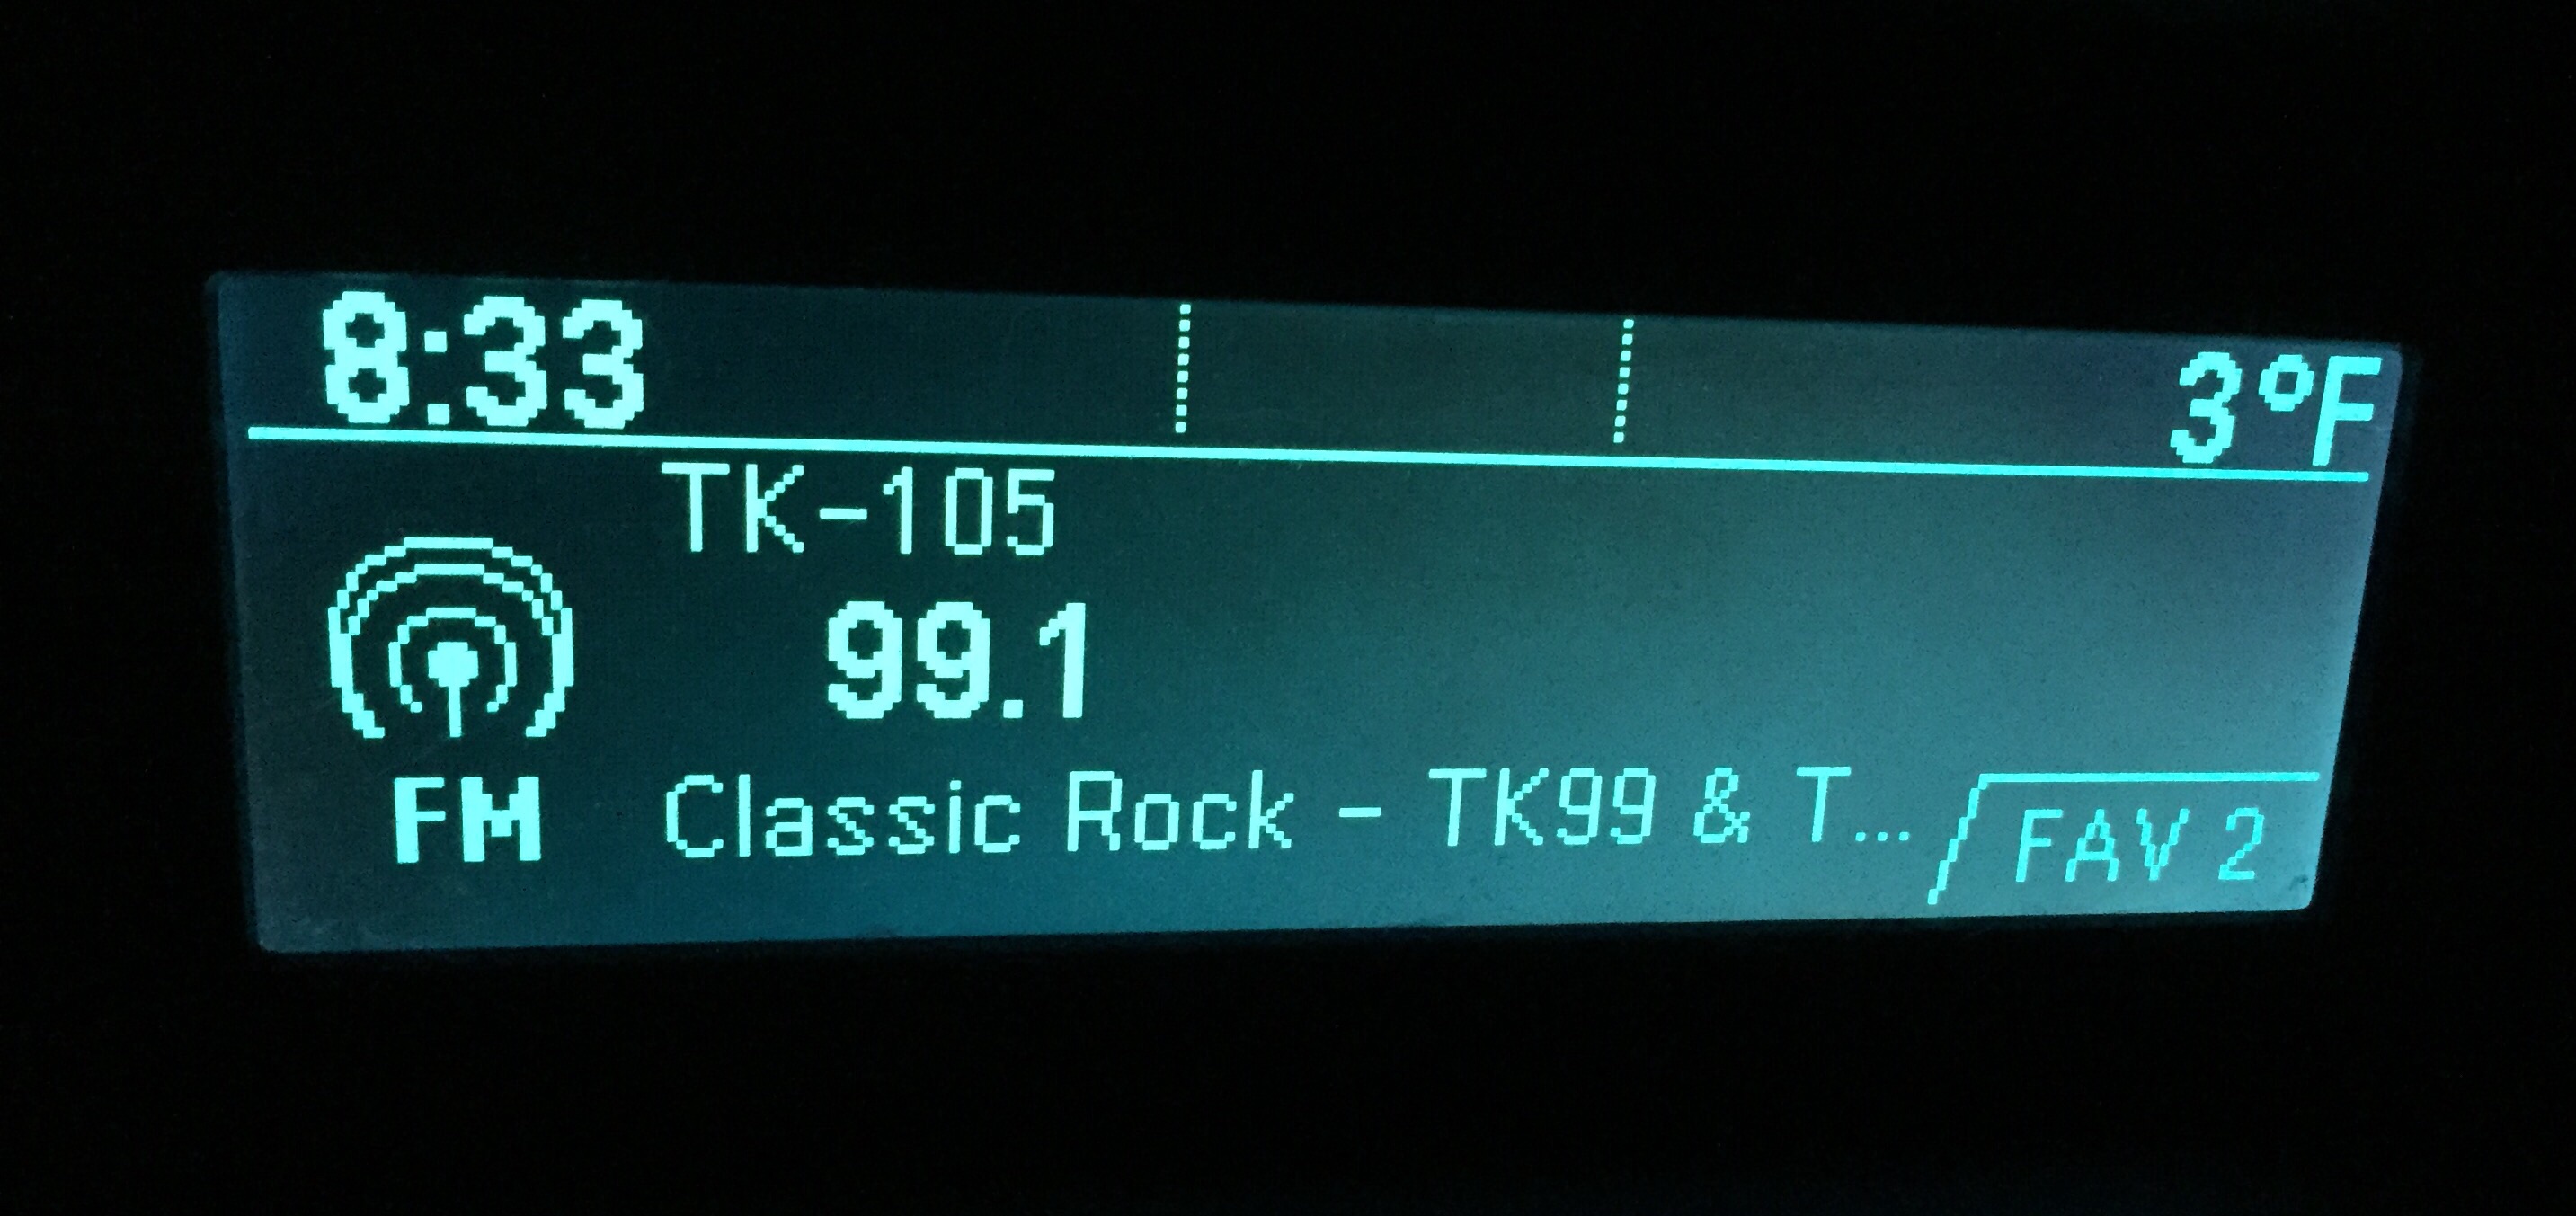 8:33 3°F
TK-105
99.1
FM Classic Rock - TK99 & T... FAV 2